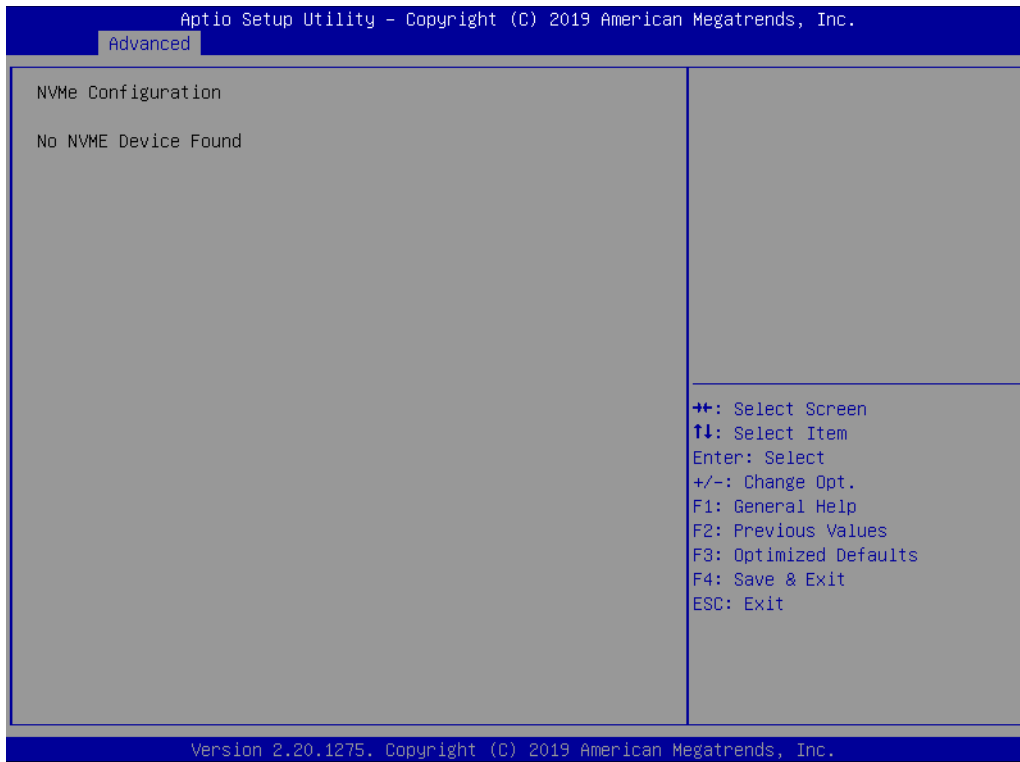 Aptio Setup Utility – Copyright (C) 2019 American Megatrends, Inc.
Advanced
NVMe Configuration
No NVME Device Found
→←: Select Screen
↑↓: Select Item
Enter: Select
+/-: Change Opt.
F1: General Help
F2: Previous Values
F3: Optimized Defaults
F4: Save & Exit
ESC: Exit
Version 2.20.1275. Copyright (C) 2019 American Megatrends, Inc.